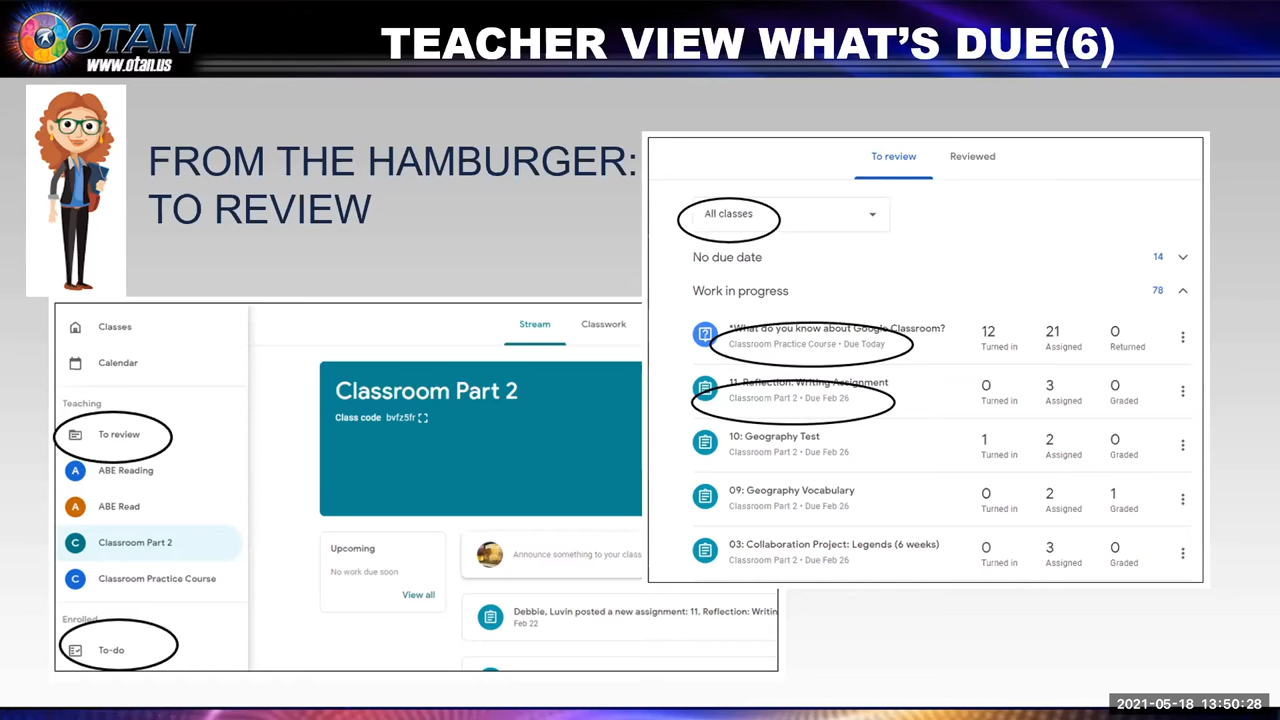 OTAN
www.otan.us
TEACHER VIEW WHAT'S DUE(6)
FROM THE HAMBURGER:
TO REVIEW
Classes
Calendar
Teaching
To review
A ABE Reading
A ABE Read
C Classroom Part 2
C Classroom Practice Course
Enrolled
To-do
Stream Classwork
Classroom Part 2
Class code bvfz5fr
Upcoming
No work due soon
View all
Announce something to your class
Debbie, Luvin posted a new assignment: 11. Reflection: Writin
Feb 22
To review Reviewed
All classes
No due date 14
Work in progress 78
*What do you know about Google Classroom? 12 21 0
Classroom Practice Course • Due Today Turned in Assigned Returned
11. Reflection: Writing Assignment 0 3 0
Classroom Part 2 • Due Feb 26 Turned in Assigned Graded
10: Geography Test 1 2 0
Classroom Part 2 • Due Feb 26 Turned in Assigned Graded
09: Geography Vocabulary 0 2 1
Classroom Part 2 • Due Feb 26 Turned in Assigned Graded
03: Collaboration Project: Legends (6 weeks) 0 3 0
Classroom Part 2 • Due Feb 26 Turned in Assigned Graded
2021-05-18 13:50:28